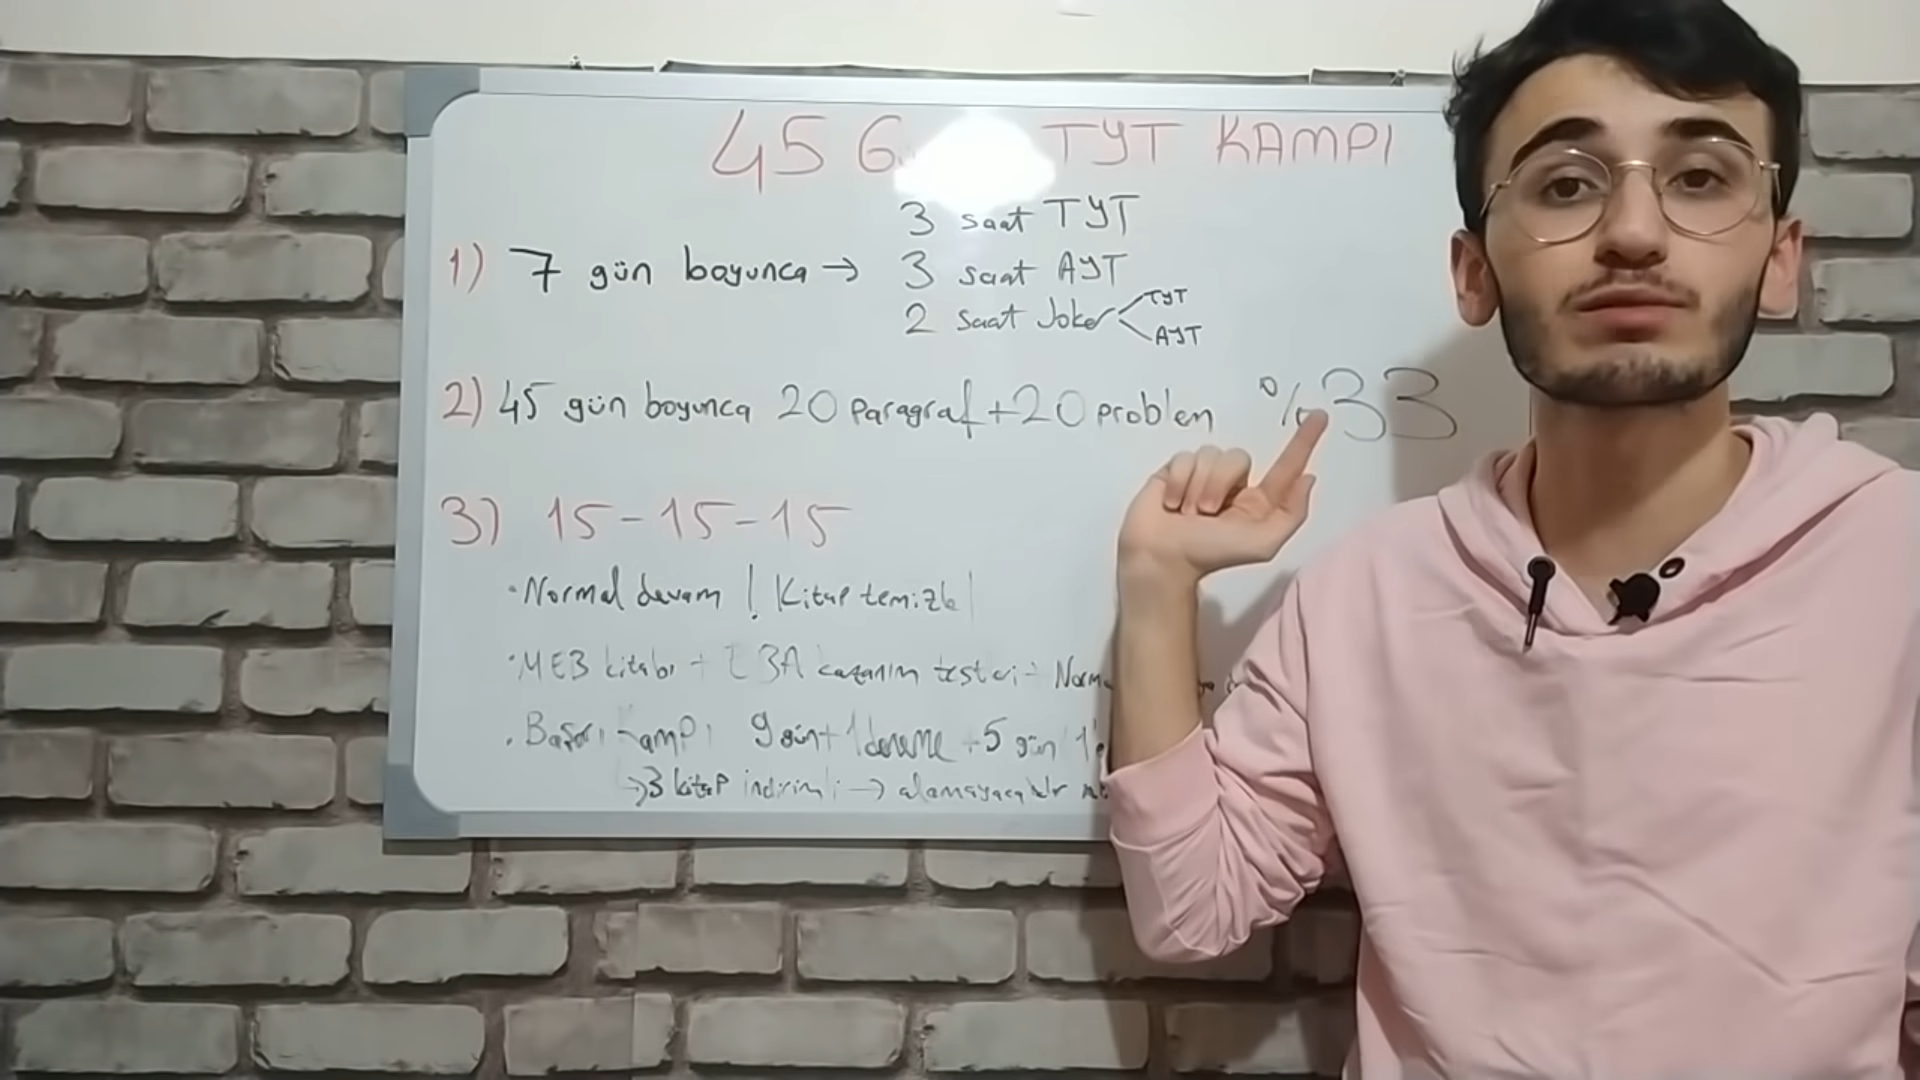 45 G TYT KAMPI
3 saat TYT
1) 7 gün boyunca → 3 saat AYT
2 saat Joker TYT
AYT
2) 45 gün boyunca 20 paragraf + 20 problem %33
3) 15-15-15
• Normal devam ! Kitap temizle
• MEB kitabı + EBA kazanım testleri + Norm
• Başarı Kampı 9 gün + 1 deneme + 5 gün 1
→ 3 kitap indirimli →